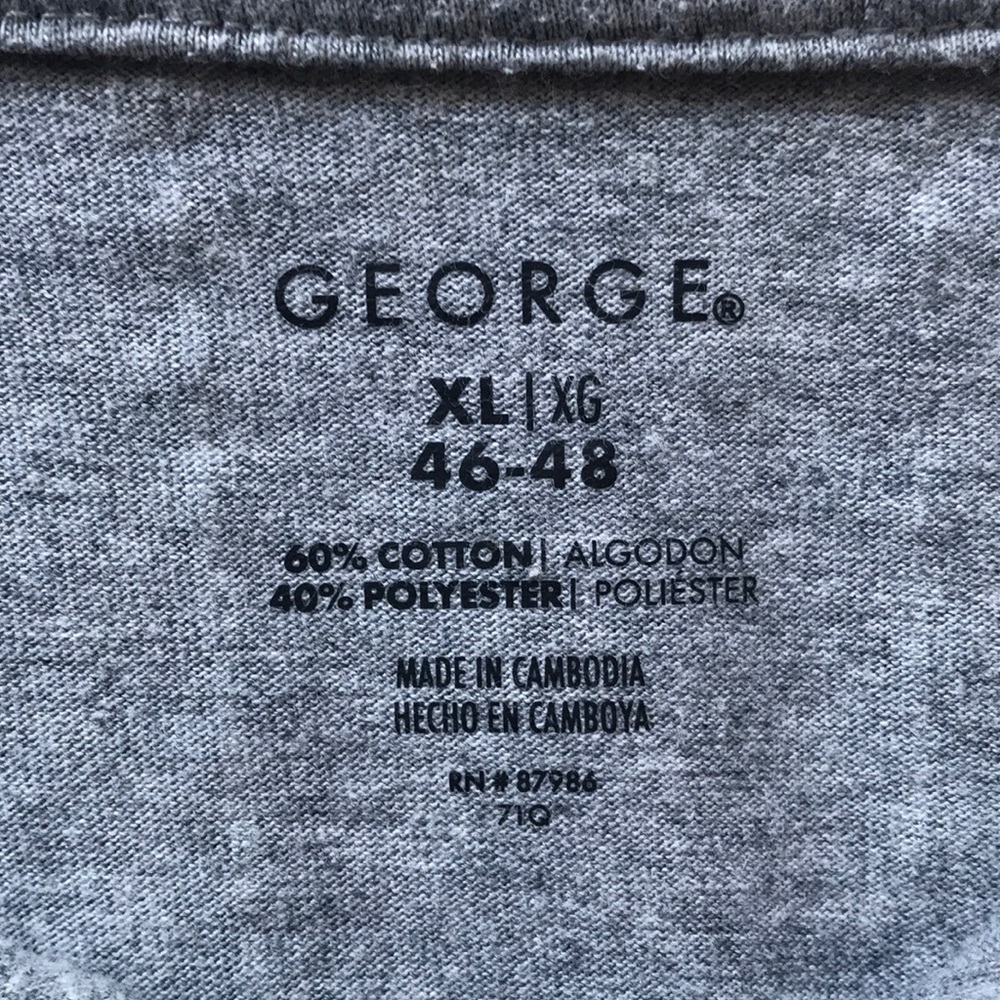 GEORGE®
XL | XG
46-48
60% COTTON | ALGODÓN
40% POLYESTER | POLIÉSTER
MADE IN CAMBODIA
HECHO EN CAMBOYA
RN # 87986
71Q